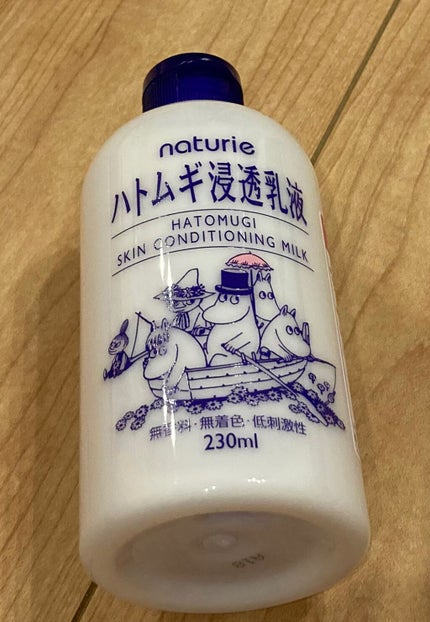 naturie
ハトムギ浸透乳液
HATOMUGI
SKIN CONDITIONING MILK
無香料・無着色・低刺激性
230ml